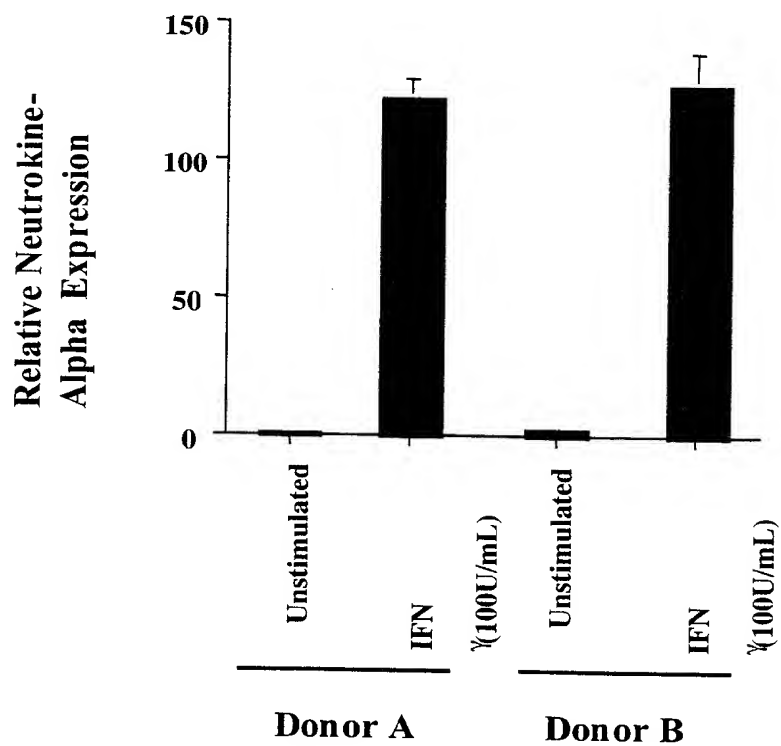 150
100
50
0
Relative Neutrokine-
Alpha Expression
Unstimulated
IFN
γ(100U/mL)
Unstimulated
IFN
γ(100U/mL)
Donor A
Donor B